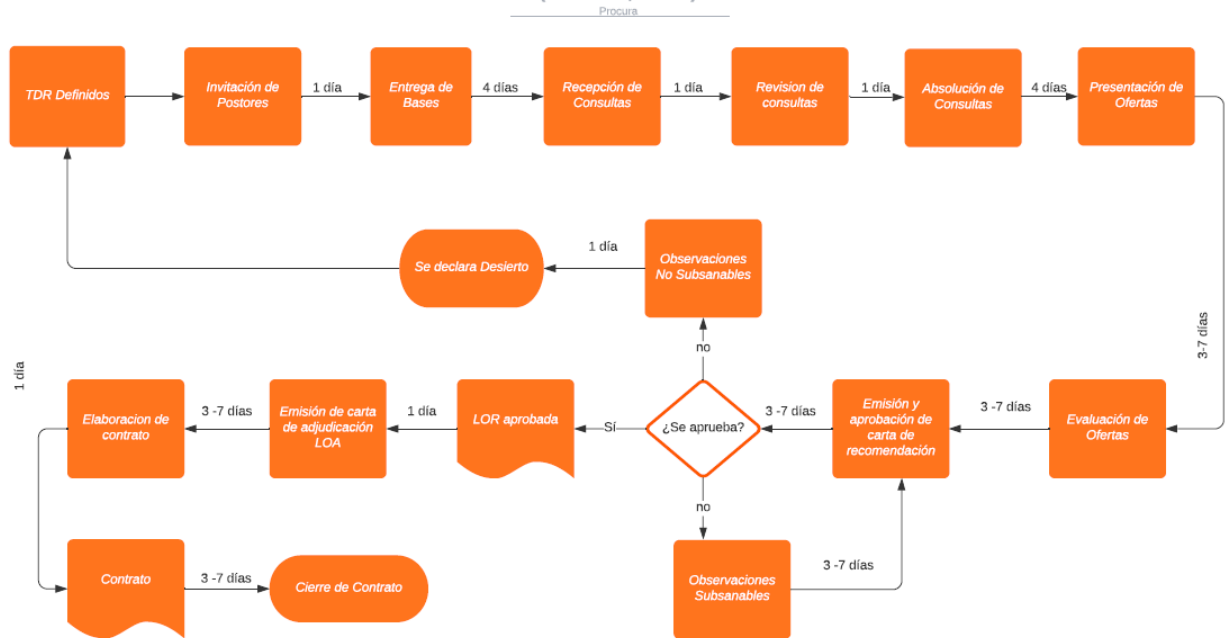 Procura
TDR Definidos
Invitación de
Postores
1 día
Entrega de
Bases
4 días
Recepción de
Consultas
1 día
Revision de
consultas
1 día
Absolución de
Consultas
4 días
Presentación de
Ofertas
3-7 días
Evaluación de
Ofertas
3 -7 días
Emisión y
aprobación de
carta de
recomendación
3 -7 días
¿Se aprueba?
no
Observaciones
No Subsanables
1 día
Se declara Desierto
no
Observaciones
Subsanables
3 -7 días
Sí
LOR aprobada
1 día
Emisión de carta
de adjudicación
LOA
3 -7 días
Elaboracion de
contrato
1 día
Contrato
3 -7 días
Cierre de Contrato